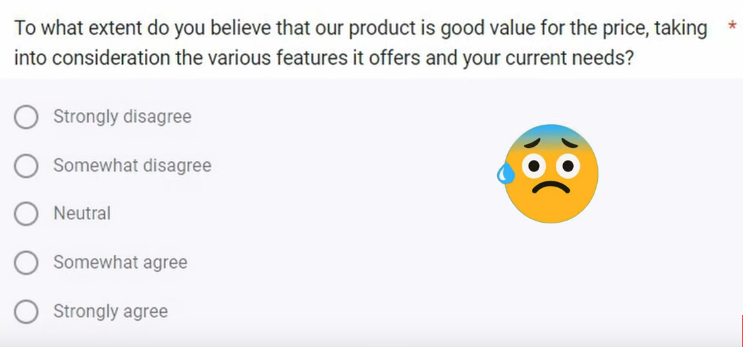 To what extent do you believe that our product is good value for the price, taking *
into consideration the various features it offers and your current needs?
Strongly disagree
Somewhat disagree
Neutral
Somewhat agree
Strongly agree